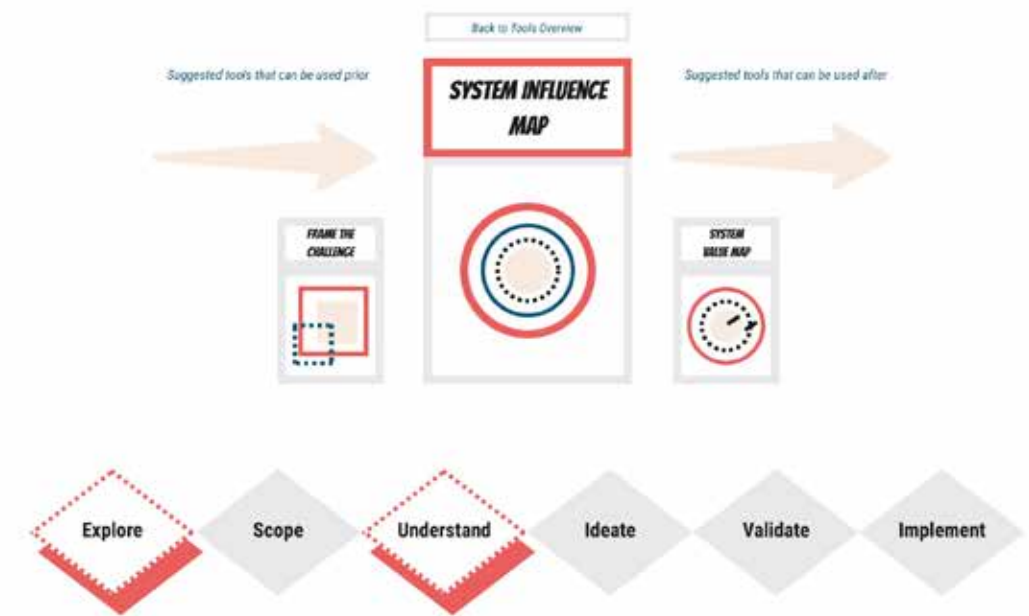 Back to Tools Overview
Suggested tools that can be used prior
SYSTEM INFLUENCE
MAP
Suggested tools that can be used after
FRAME THE
CHALLENGE
SYSTEM
VALUE MAP
Explore
Scope
Understand
Ideate
Validate
Implement